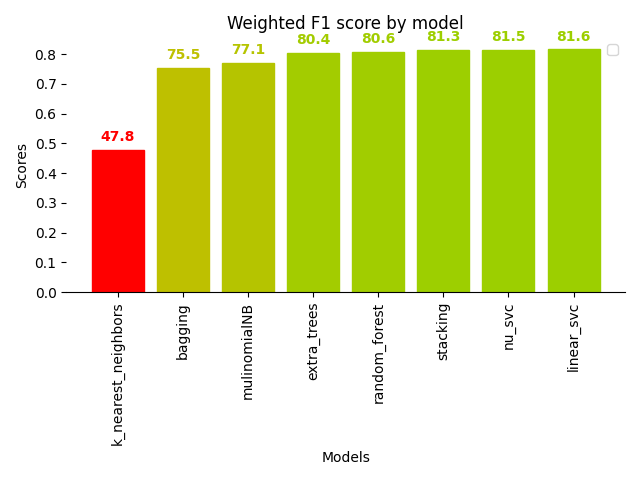 Weighted F1 score by model
47.8
75.5
77.1
80.4
80.6
81.3
81.5
81.6
Scores
0.8
0.7
0.6
0.5
0.4
0.3
0.2
0.1
0.0
k_nearest_neighbors
bagging
mulinomialNB
extra_trees
random_forest
stacking
nu_svc
linear_svc
Models